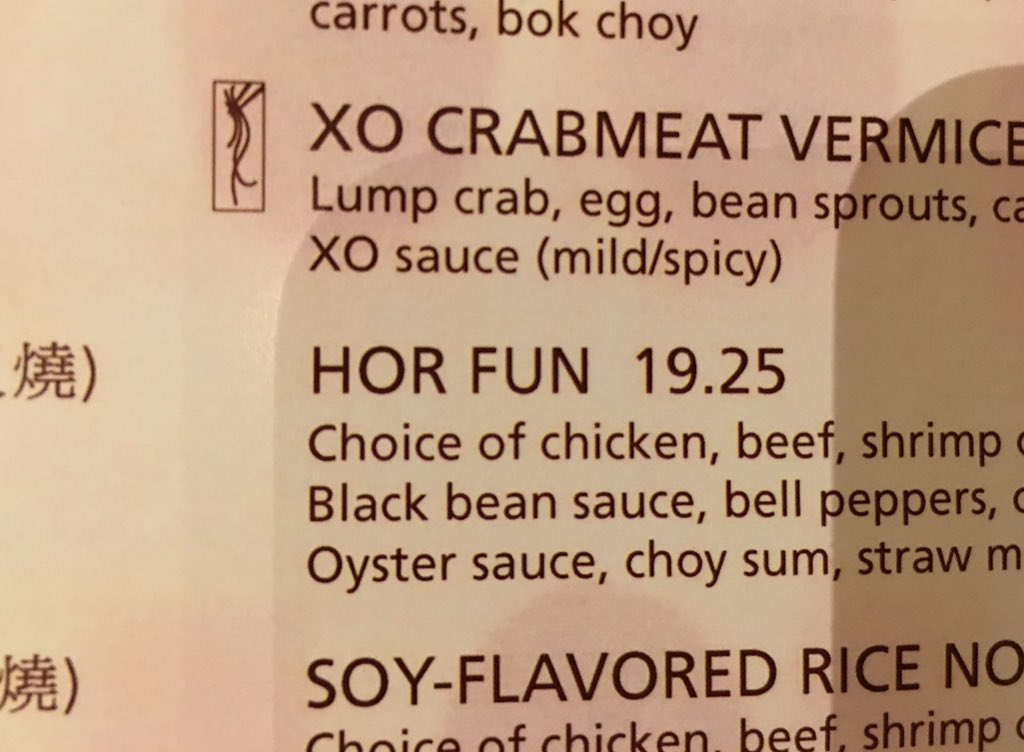 carrots, bok choy
XO CRABMEAT VERMICE
Lump crab, egg, bean sprouts, ca
XO sauce (mild/spicy)
燒)
HOR FUN 19.25
Choice of chicken, beef, shrimp
Black bean sauce, bell peppers,
Oyster sauce, choy sum, straw m
燒)
SOY-FLAVORED RICE NO
Choice of chicken, beef, shrimp